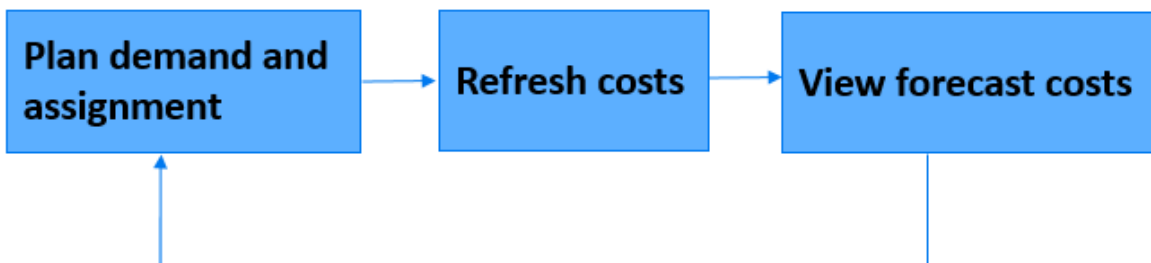 Plan demand and
assignment
Refresh costs
View forecast costs